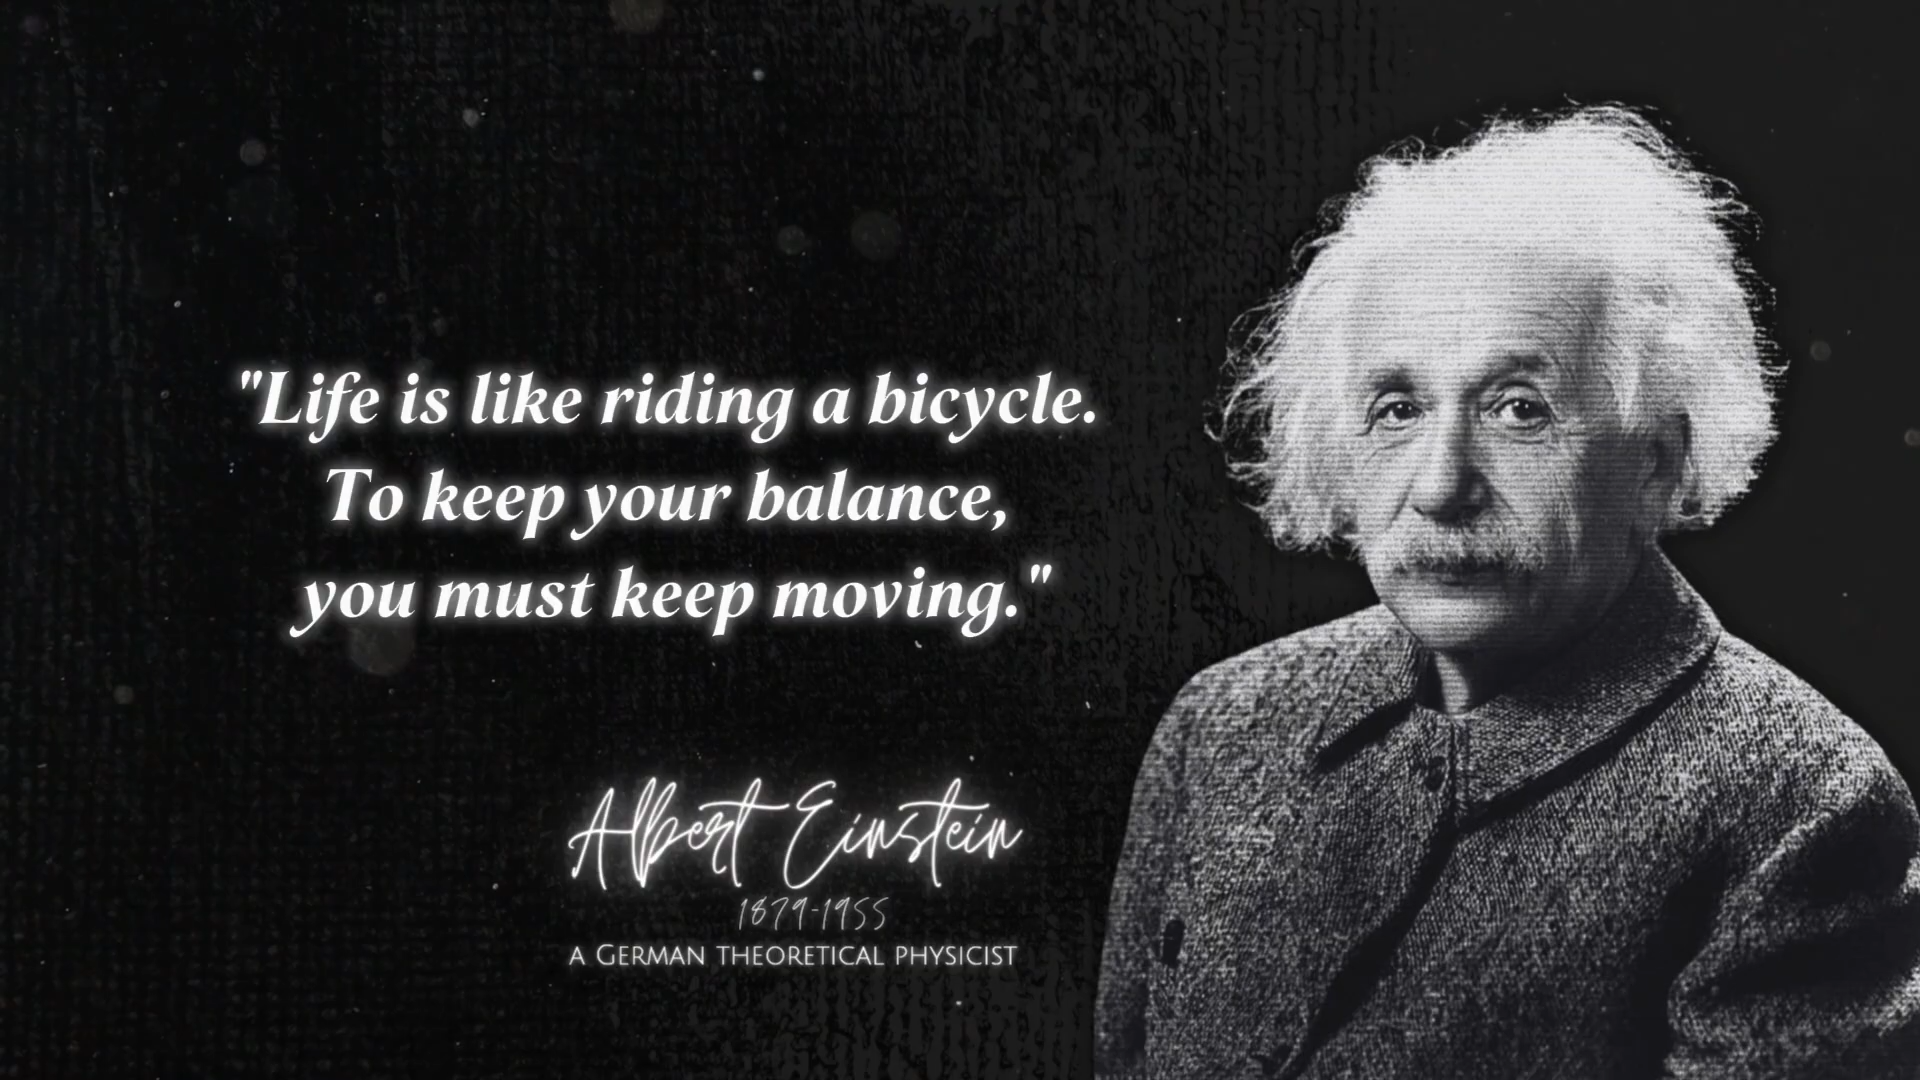 "Life is like riding a bicycle.
To keep your balance,
you must keep moving."
Albert Einstein
1879-1955
A GERMAN THEORETICAL PHYSICIST